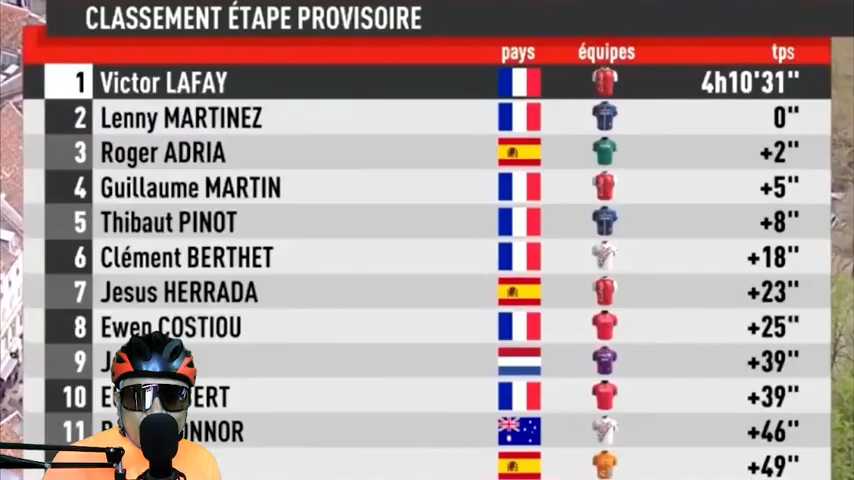 CLASSEMENT ÉTAPE PROVISOIRE
pays équipes tps
1 Victor LAFAY 4h10'31"
2 Lenny MARTINEZ 0"
3 Roger ADRIA +2"
4 Guillaume MARTIN +5"
5 Thibaut PINOT +8"
6 Clément BERTHET +18"
7 Jesus HERRADA +23"
8 Ewen COSTIOU +25"
9 +39"
10 +39"
11 +46"
+49"